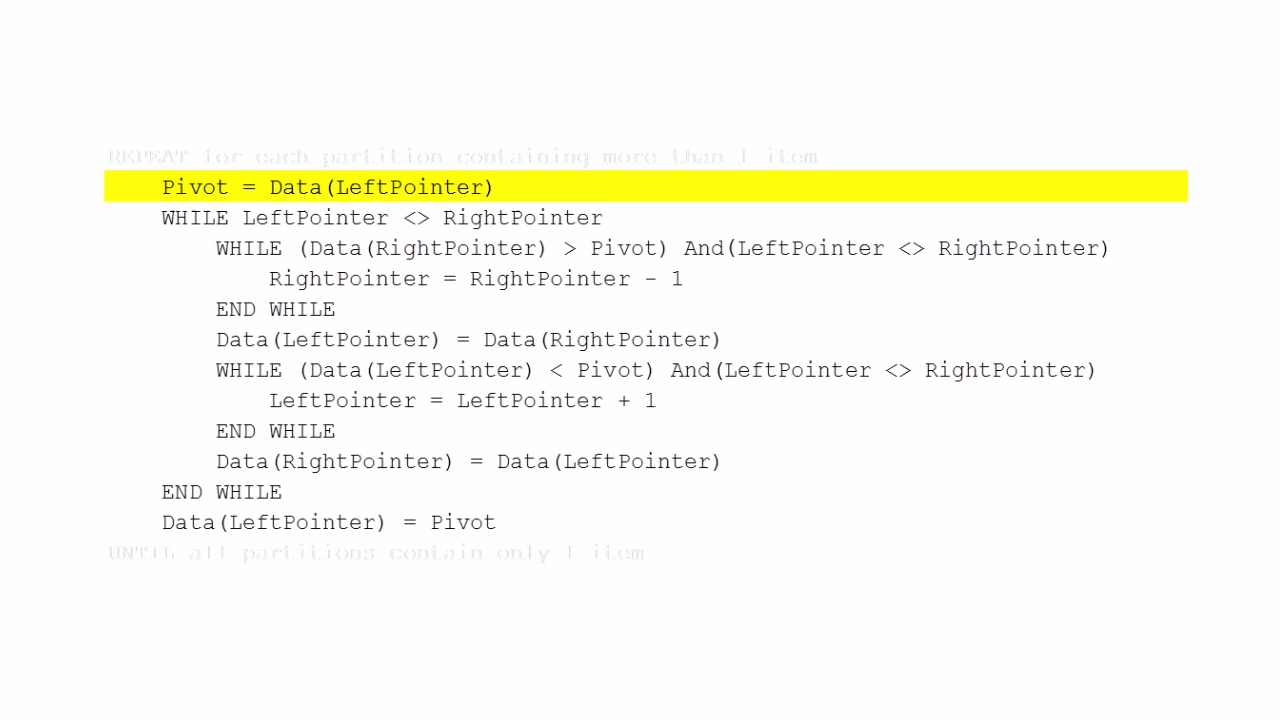 REPEAT for each partition containing more than 1 item
Pivot = Data(LeftPointer)
WHILE LeftPointer <> RightPointer
WHILE (Data(RightPointer) > Pivot) And(LeftPointer <> RightPointer)
RightPointer = RightPointer - 1
END WHILE
Data(LeftPointer) = Data(RightPointer)
WHILE (Data(LeftPointer) < Pivot) And(LeftPointer <> RightPointer)
LeftPointer = LeftPointer + 1
END WHILE
Data(RightPointer) = Data(LeftPointer)
END WHILE
Data(LeftPointer) = Pivot
UNTIL all partitions contain only 1 item